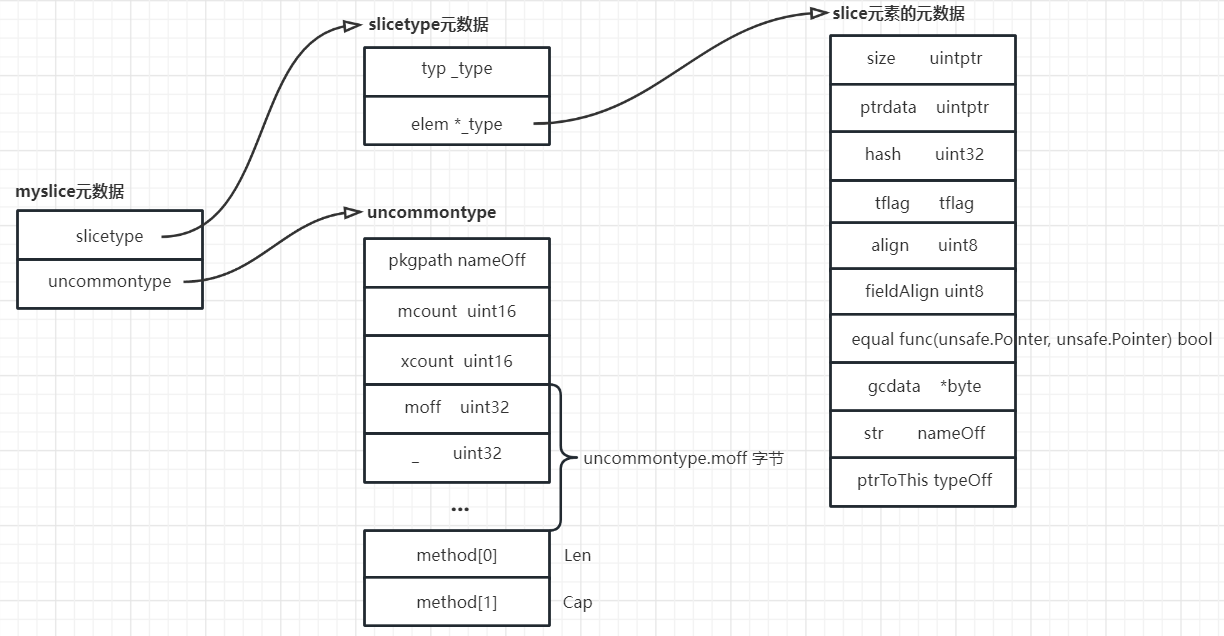 myslice元数据
slicetype
uncommontype
slicetype元数据
typ _type
elem *_type
uncommontype
pkgpath nameOff
mcount uint16
xcount uint16
moff uint32
_ uint32
uncommontype.moff 字节
...
method[0] Len
method[1] Cap
slice元素的元数据
size uintptr
ptrdata uintptr
hash uint32
tflag tflag
align uint8
fieldAlign uint8
equal func(unsafe.Pointer, unsafe.Pointer) bool
gcdata *byte
str nameOff
ptrToThis typeOff